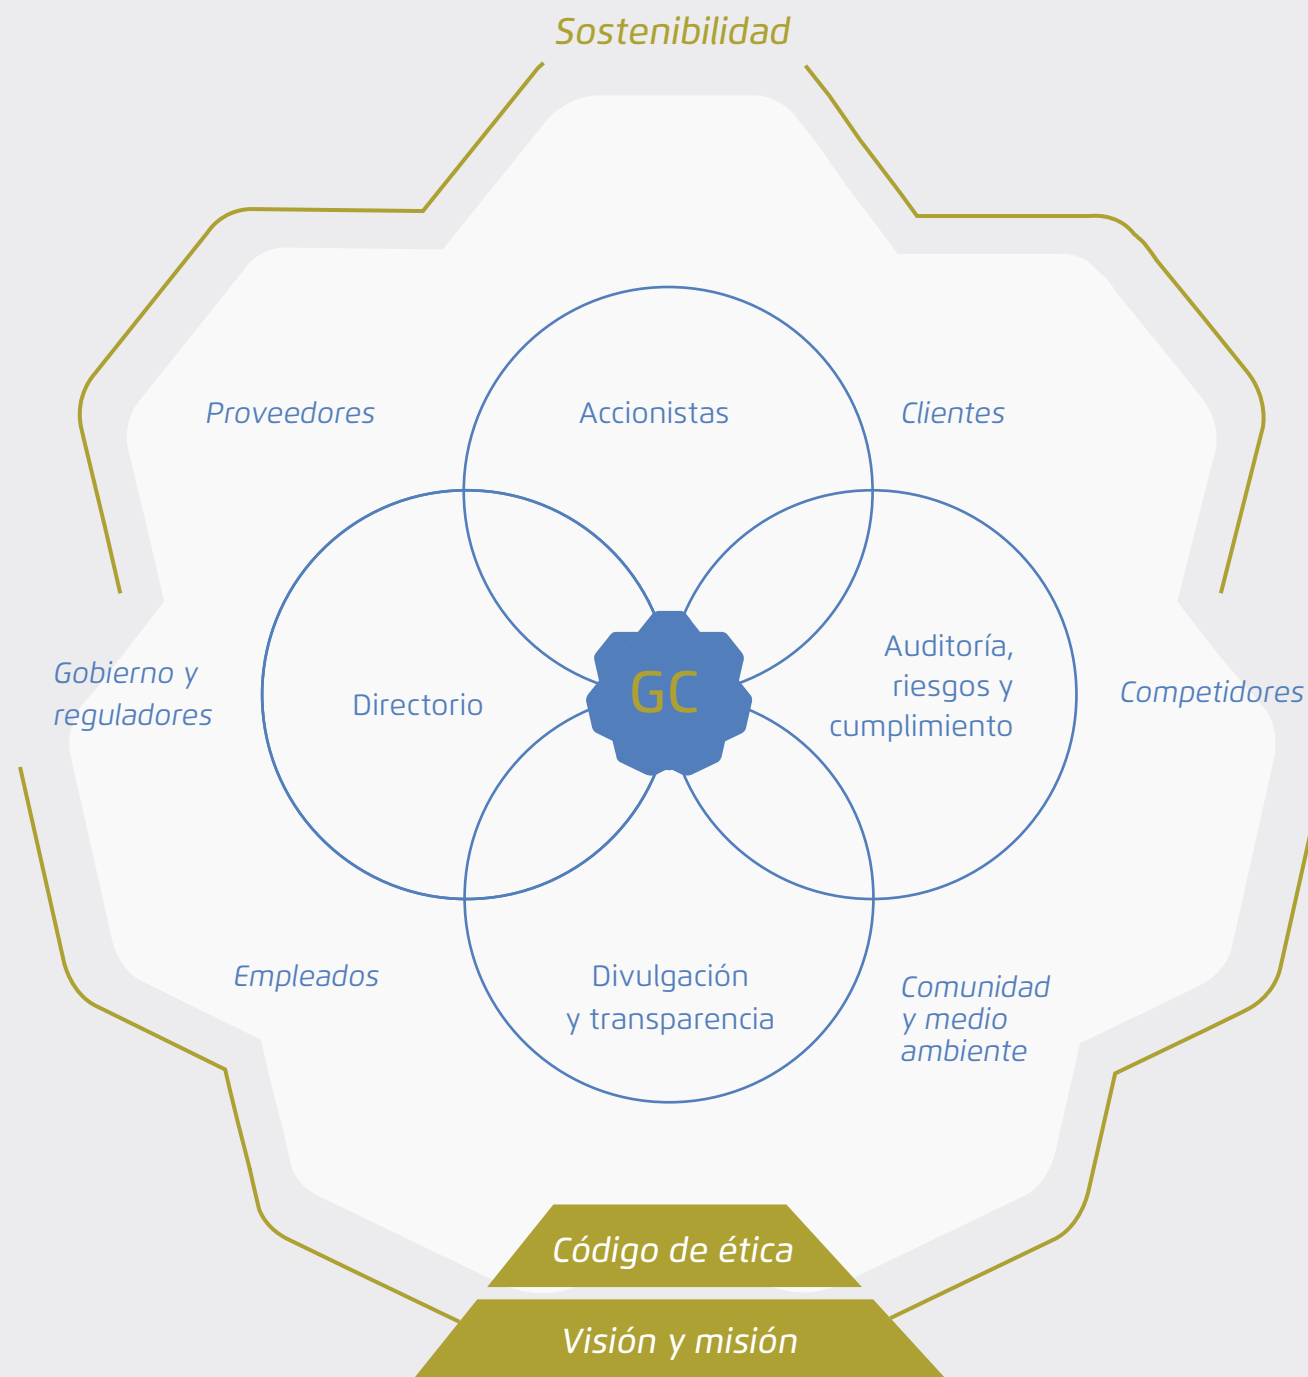 Sostenibilidad
Proveedores
Accionistas
Clientes
Gobierno y
reguladores
Directorio
GC
Auditoría,
riesgos y
cumplimiento
Competidores
Empleados
Divulgación
y transparencia
Comunidad
y medio
ambiente
Código de ética
Visión y misión